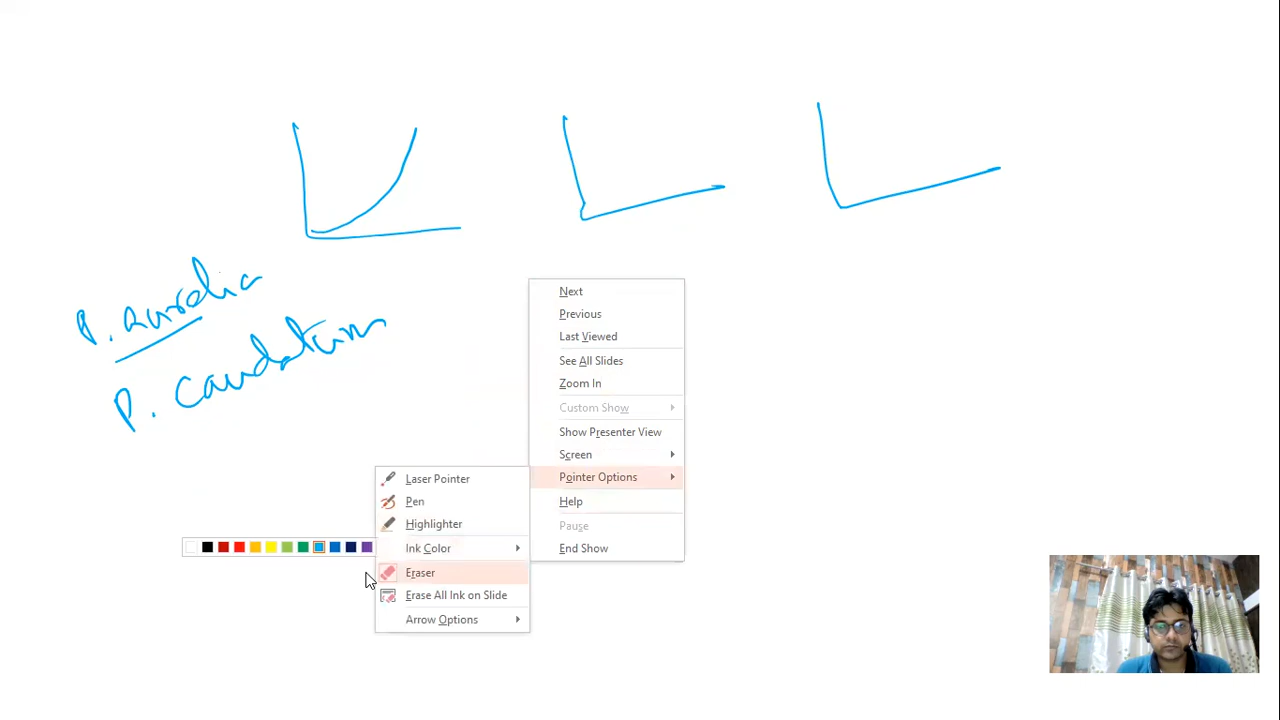 P. aurelia
P. caudatum
Next
Previous
Last Viewed
See All Slides
Zoom In
Custom Show
Show Presenter View
Screen
Pointer Options
Help
Pause
End Show
Laser Pointer
Pen
Highlighter
Ink Color
Eraser
Erase All Ink on Slide
Arrow Options